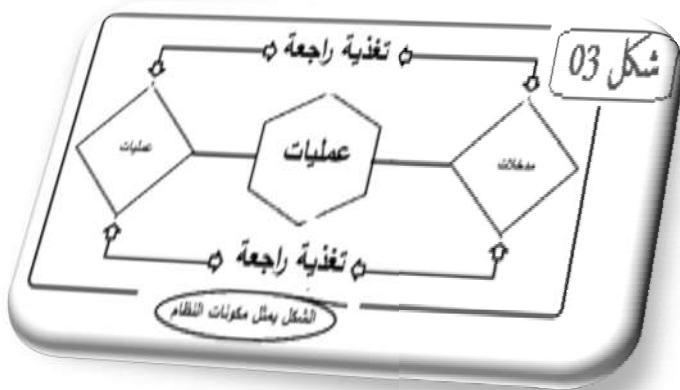 شكل 03
تغذية راجعة
مدخلات
عمليات
عمليات
تغذية راجعة
الشكل يمثل مكونات النظام